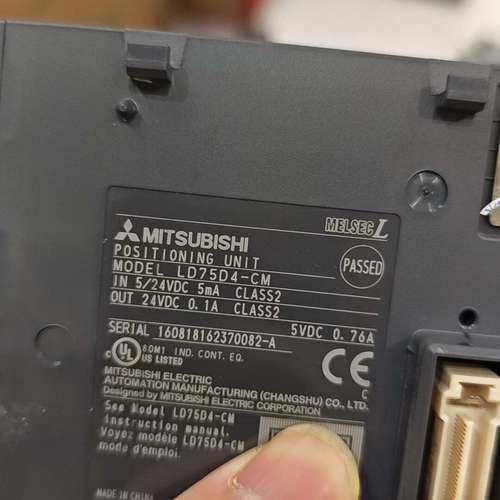 MELSEC L
MITSUBISHI
POSITIONING UNIT
MODEL LD75D4-CM
PASSED
IN 5/24VDC 5mA CLASS2
OUT 24VDC 0.1A CLASS2
5VDC 0.76A
SERIAL 160818162370082-A
C UL US LISTED
80M1 IND. CONT. EQ.
CE
C
MITSUBISHI ELECTRIC
AUTOMATION MANUFACTURING (CHANGSHU) CO., LTD.
Designed by MITSUBISHI ELECTRIC CORPORATION
See Model LD75D4-CM
Instruction manual.
Voyez modèle LD75D4-CM
mode d'emploi.
MADE IN CHINA